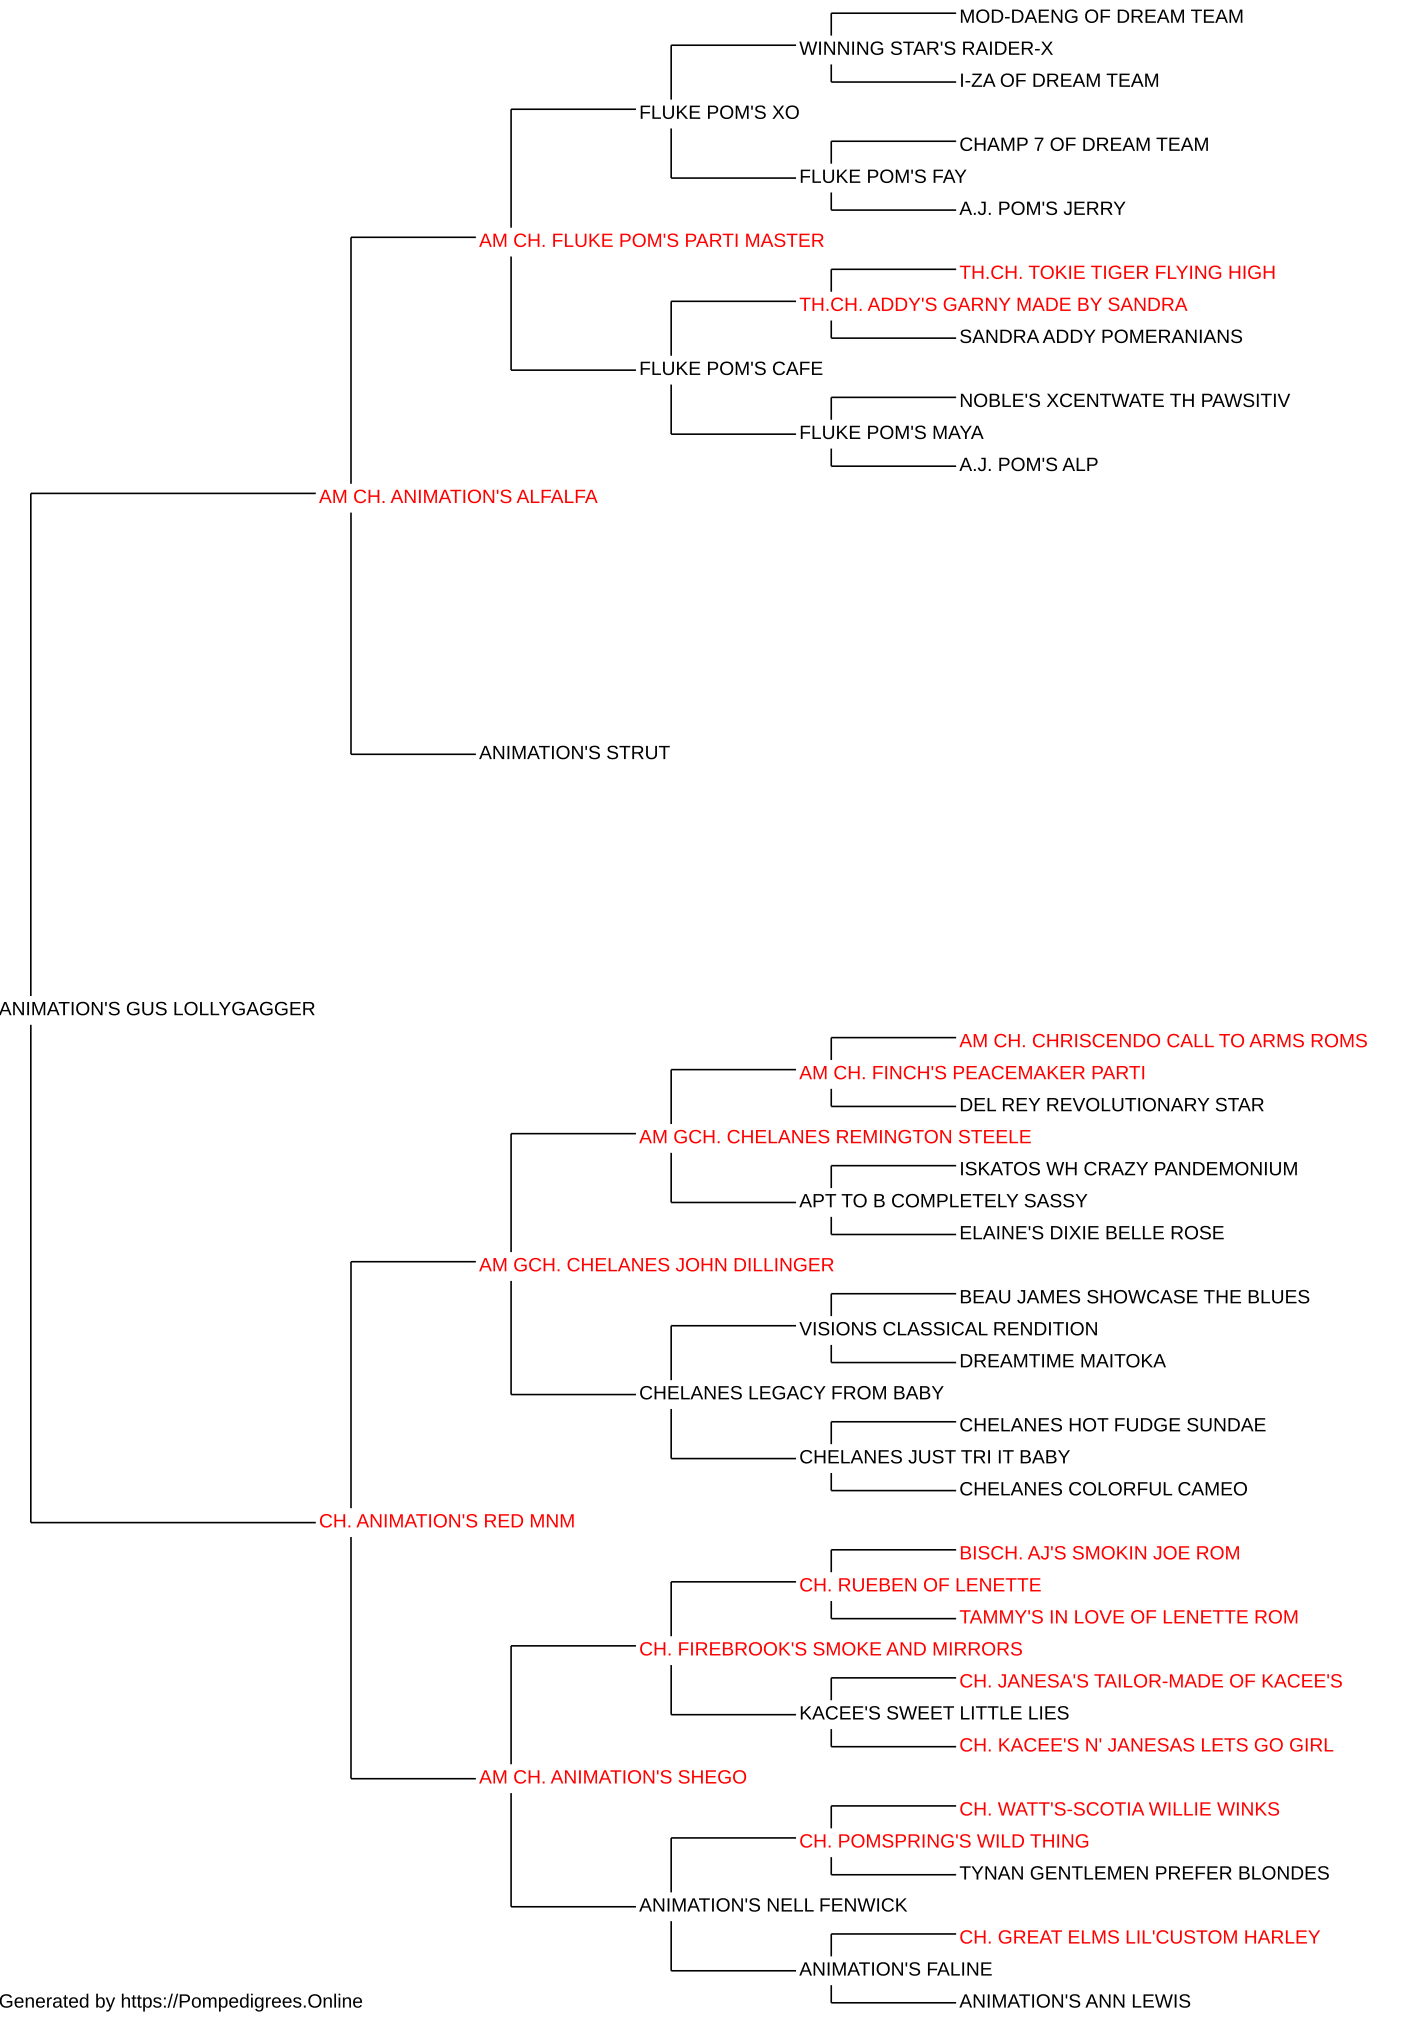 MOD-DAENG OF DREAM TEAM
WINNING STAR'S RAIDER-X
I-ZA OF DREAM TEAM
FLUKE POM'S XO
CHAMP 7 OF DREAM TEAM
FLUKE POM'S FAY
A.J. POM'S JERRY
AM CH. FLUKE POM'S PARTI MASTER
TH.CH. TOKIE TIGER FLYING HIGH
TH.CH. ADDY'S GARNY MADE BY SANDRA
SANDRA ADDY POMERANIANS
FLUKE POM'S CAFE
NOBLE'S XCENTWATE TH PAWSITIV
FLUKE POM'S MAYA
A.J. POM'S ALP
AM CH. ANIMATION'S ALFALFA
ANIMATION'S STRUT
ANIMATION'S GUS LOLLYGAGGER
AM CH. CHRISCENDO CALL TO ARMS ROMS
AM CH. FINCH'S PEACEMAKER PARTI
DEL REY REVOLUTIONARY STAR
AM GCH. CHELANES REMINGTON STEELE
ISKATOS WH CRAZY PANDEMONIUM
APT TO B COMPLETELY SASSY
ELAINE'S DIXIE BELLE ROSE
AM GCH. CHELANES JOHN DILLINGER
BEAU JAMES SHOWCASE THE BLUES
VISIONS CLASSICAL RENDITION
DREAMTIME MAITOKA
CHELANES LEGACY FROM BABY
CHELANES HOT FUDGE SUNDAE
CHELANES JUST TRI IT BABY
CHELANES COLORFUL CAMEO
CH. ANIMATION'S RED MNM
BISCH. AJ'S SMOKIN JOE ROM
CH. RUEBEN OF LENETTE
TAMMY'S IN LOVE OF LENETTE ROM
CH. FIREBROOK'S SMOKE AND MIRRORS
CH. JANESA'S TAILOR-MADE OF KACEE'S
KACEE'S SWEET LITTLE LIES
CH. KACEE'S N' JANESAS LETS GO GIRL
AM CH. ANIMATION'S SHEGO
CH. WATT'S-SCOTIA WILLIE WINKS
CH. POMSPRING'S WILD THING
TYNAN GENTLEMEN PREFER BLONDES
ANIMATION'S NELL FENWICK
CH. GREAT ELMS LIL'CUSTOM HARLEY
ANIMATION'S FALINE
ANIMATION'S ANN LEWIS
Generated by https://Pompedigrees.Online